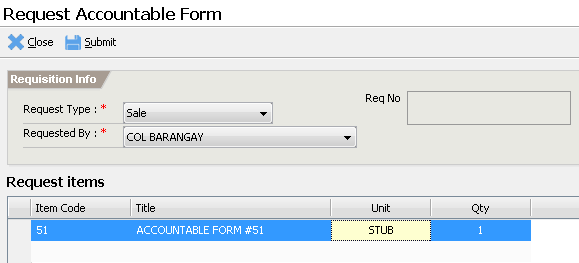 Request Accountable Form
Close Submit
Requisition Info
Request Type : * Sale Req No
Requested By : * COL BARANGAY
Request items
Item Code Title Unit Qty
51 ACCOUNTABLE FORM #51 STUB 1